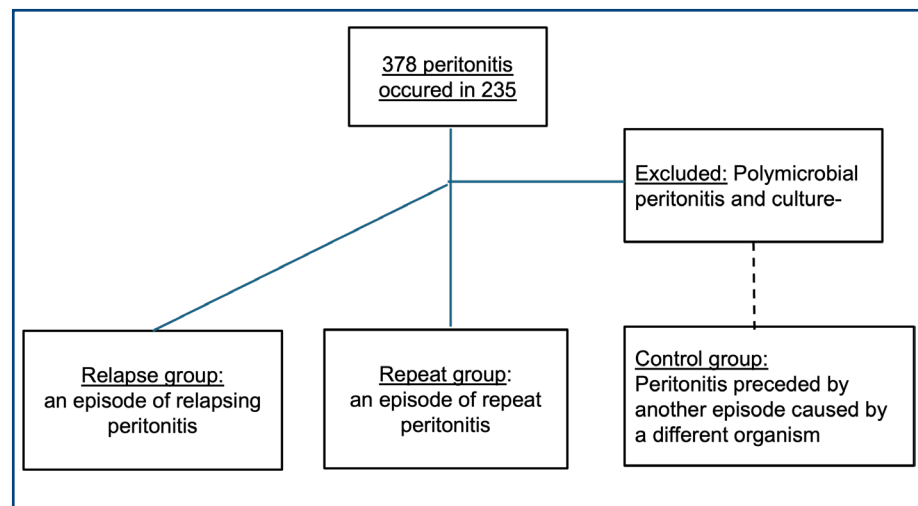 378 peritonitis
occured in 235
Excluded: Polymicrobial
peritonitis and culture-
Relapse group:
an episode of relapsing
peritonitis
Repeat group:
an episode of repeat
peritonitis
Control group:
Peritonitis preceded by
another episode caused by
a different organism